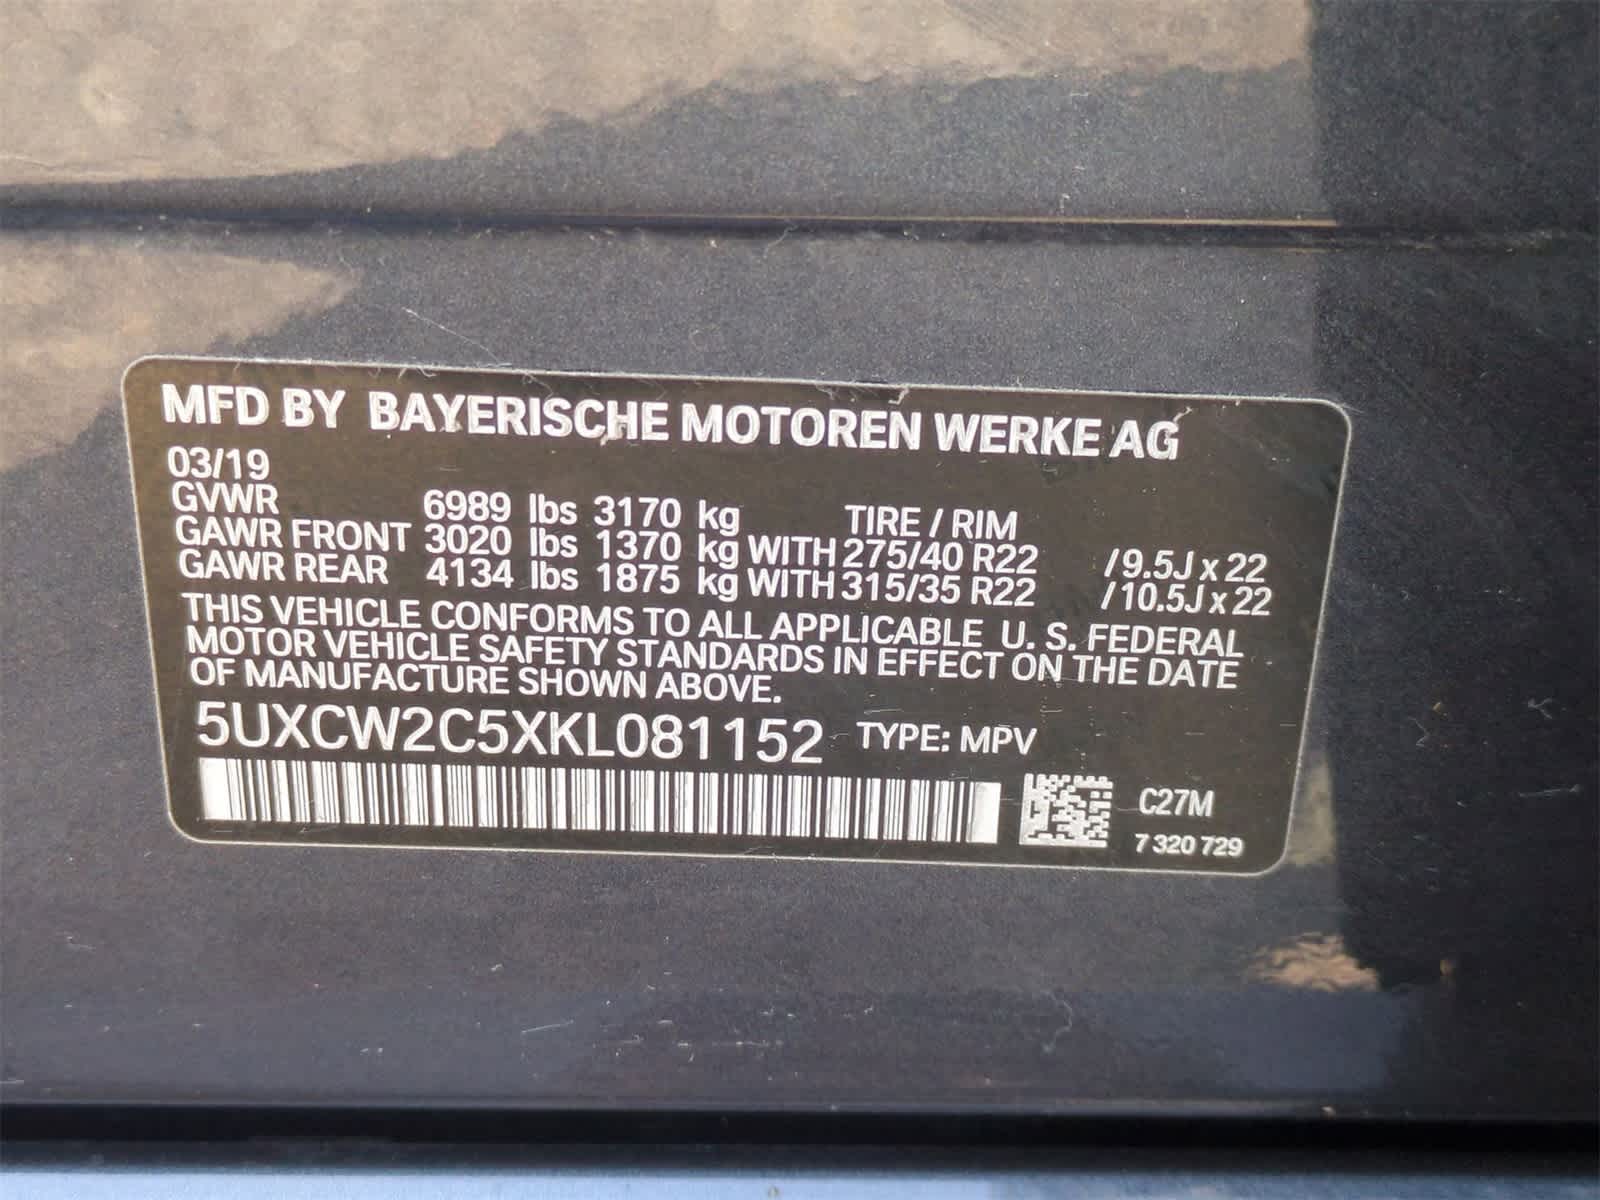 MFD BY BAYERISCHE MOTOREN WERKE AG
03/19
GVWR 6989 lbs 3170 kg TIRE / RIM
GAWR FRONT 3020 lbs 1370 kg WITH 275/40 R22 /9.5J x 22
GAWR REAR 4134 lbs 1875 kg WITH 315/35 R22 /10.5J x 22
THIS VEHICLE CONFORMS TO ALL APPLICABLE U. S. FEDERAL
MOTOR VEHICLE SAFETY STANDARDS IN EFFECT ON THE DATE
OF MANUFACTURE SHOWN ABOVE.
5UXCW2C5XKL081152 TYPE: MPV
C27M
7 320 729